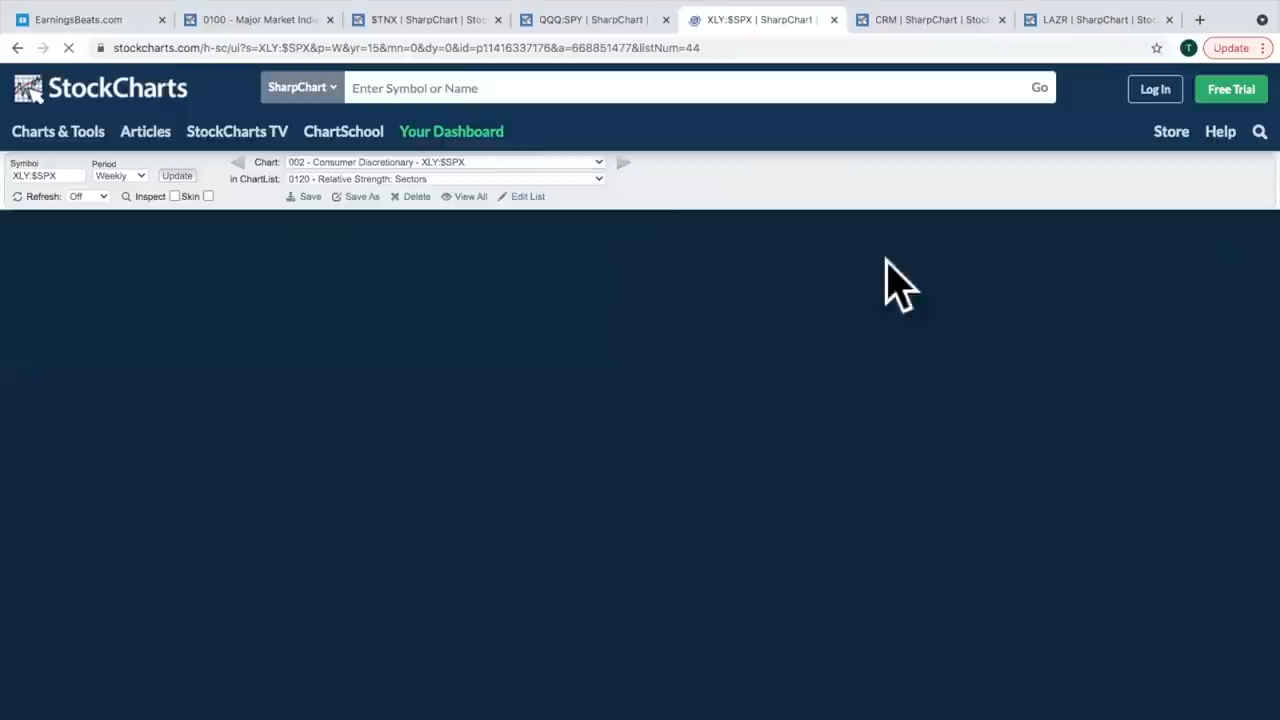 EarningsBeats.com
0100 - Major Market Indi
$TNX | SharpChart | Stoc
QQQ:SPY | SharpChart |
XLY:$SPX | SharpChart |
CRM | SharpChart | Stock
LAZR | SharpChart | Stoc
stockcharts.com/h-sc/ui?s=XLY:$SPX&p=W&yr=15&mn=0&dy=0&id=p11416337176&a=668851477&listNum=44
T
Update
StockCharts
SharpChart
Enter Symbol or Name
Go
Log In
Free Trial
Charts & Tools
Articles
StockCharts TV
ChartSchool
Your Dashboard
Store
Help
Symbol
Period
XLY:$SPX
Weekly
Update
Chart:
002 - Consumer Discretionary - XLY:$SPX
in ChartList:
0120 - Relative Strength: Sectors
Refresh:
Off
Inspect
Skin
Save
Save As
Delete
View All
Edit List